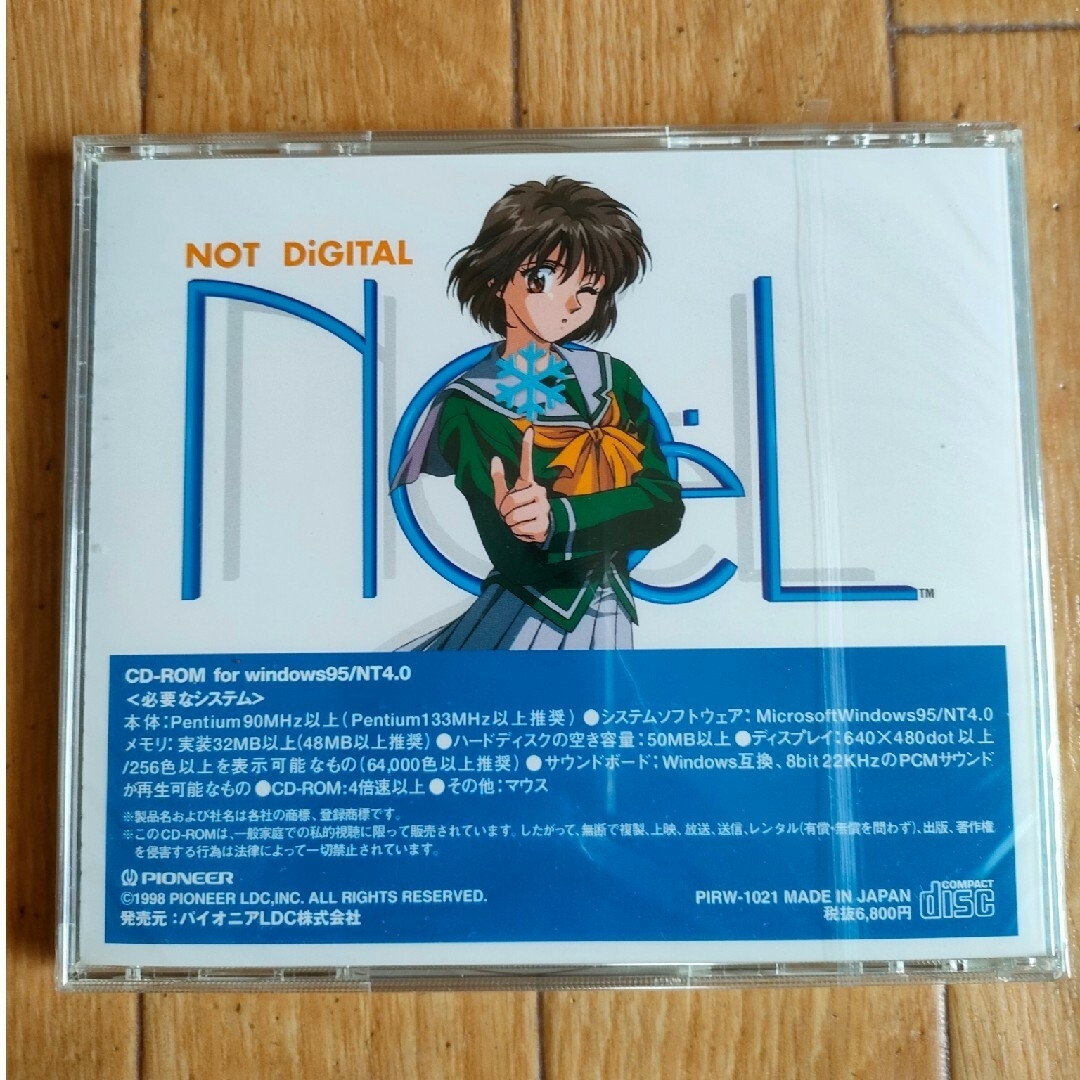 NOT DiGITAL
NOëL TM
CD-ROM for windows95/NT4.0
<必要なシステム>
本体:Pentium90MHz以上(Pentium133MHz以上推奨) ●システムソフトウェア:MicrosoftWindows95/NT4.0
メモリ:実装32MB以上(48MB以上推奨)●ハードディスクの空き容量:50MB以上●ディスプレイ:640×480dot以上
/256色以上を表示可能なもの(64,000色以上推奨)●サウンドボード:Windows互換、8bit 22KHzのPCMサウンド
が再生可能なもの●CD-ROM:4倍速以上●その他:マウス
※製品名および社名は各社の商標、登録商標です。
※このCD-ROMは、一般家庭での私的視聴に限って販売されています。したがって、無断で複製、上映、放送、送信、レンタル(有償・無償を問わず)、出版、著作権
を侵害する行為は法律によって一切禁止されています。
PIONEER
©1998 PIONEER LDC,INC. ALL RIGHTS RESERVED.
発売元:パイオニアLDC株式会社
PIRW-1021 MADE IN JAPAN
税抜6,800円
COMPACT
disc